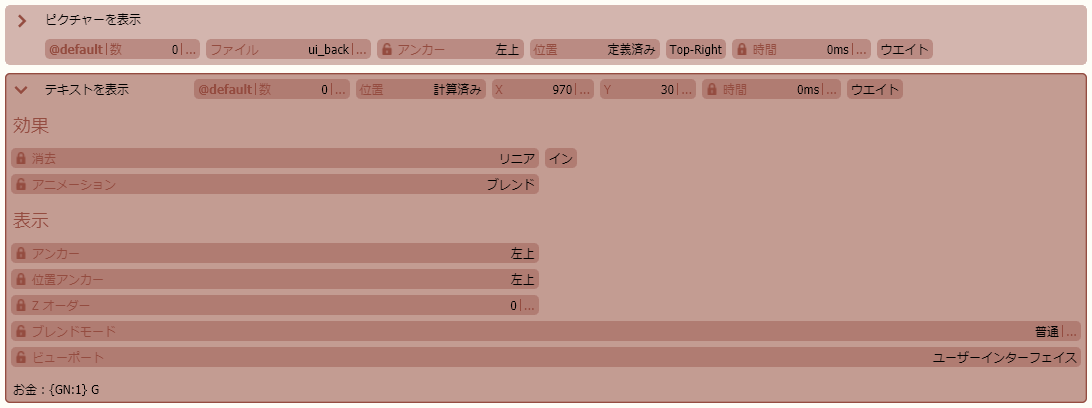 ピクチャーを表示
@default|数 0|... ファイル ui_back|... アンカー 左上 位置 定義済み Top-Right 時間 0ms|... ウエイト
テキストを表示 @default|数 0|... 位置 計算済み X 970|... Y 30|... 時間 0ms|... ウエイト
効果
消去 リニア イン
アニメーション ブレンド
表示
アンカー 左上
位置アンカー 左上
Z オーダー 0|...
ブレンドモード 普通|...
ビューポート ユーザーインターフェイス
お金：{GN:1} G